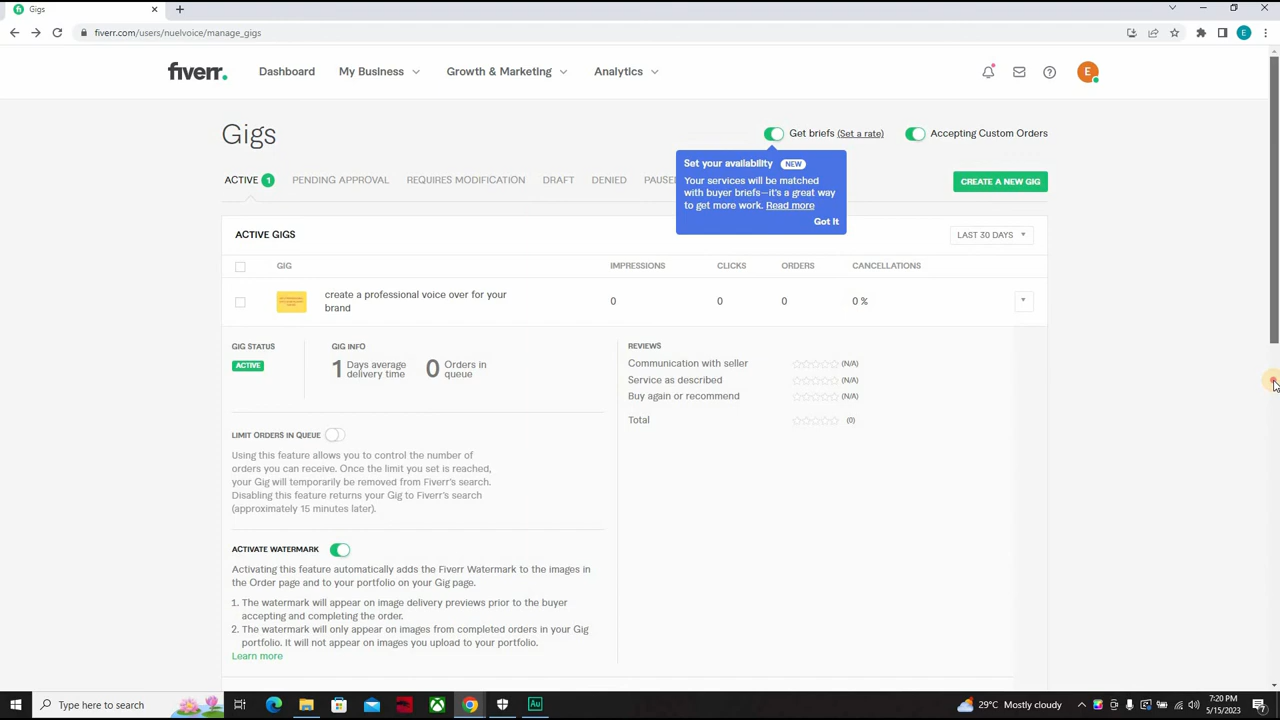 Gigs
fiverr.com/users/nuelvoice/manage_gigs
E
fiverr.
Dashboard
My Business
Growth & Marketing
Analytics
E
Gigs
Get briefs (Set a rate)
Accepting Custom Orders
Set your availability NEW
Your services will be matched
with buyer briefs—it's a great way
to get more work. Read more
Got It
ACTIVE 1
PENDING APPROVAL
REQUIRES MODIFICATION
DRAFT
DENIED
CREATE A NEW GIG
ACTIVE GIGS
LAST 30 DAYS
GIG
IMPRESSIONS
CLICKS
ORDERS
CANCELLATIONS
create a professional voice over for your
brand
0
0
0
0 %
GIG STATUS
ACTIVE
GIG INFO
1 Days average
delivery time
0 Orders in
queue
REVIEWS
Communication with seller (N/A)
Service as described (N/A)
Buy again or recommend (N/A)
Total (0)
LIMIT ORDERS IN QUEUE
Using this feature allows you to control the number of
orders you can receive. Once the limit you set is reached,
your Gig will temporarily be removed from Fiverr's search.
Disabling this feature returns your Gig to Fiverr's search
(approximately 15 minutes later).
ACTIVATE WATERMARK
Activating this feature automatically adds the Fiverr Watermark to the images in
the Order page and to your portfolio on your Gig page.
1. The watermark will appear on image delivery previews prior to the buyer
accepting and completing the order.
2. The watermark will only appear on images from completed orders in your Gig
portfolio. It will not appear on images you upload to your portfolio.
Learn more
Type here to search
Au
29°C Mostly cloudy
7:20 PM
5/15/2023